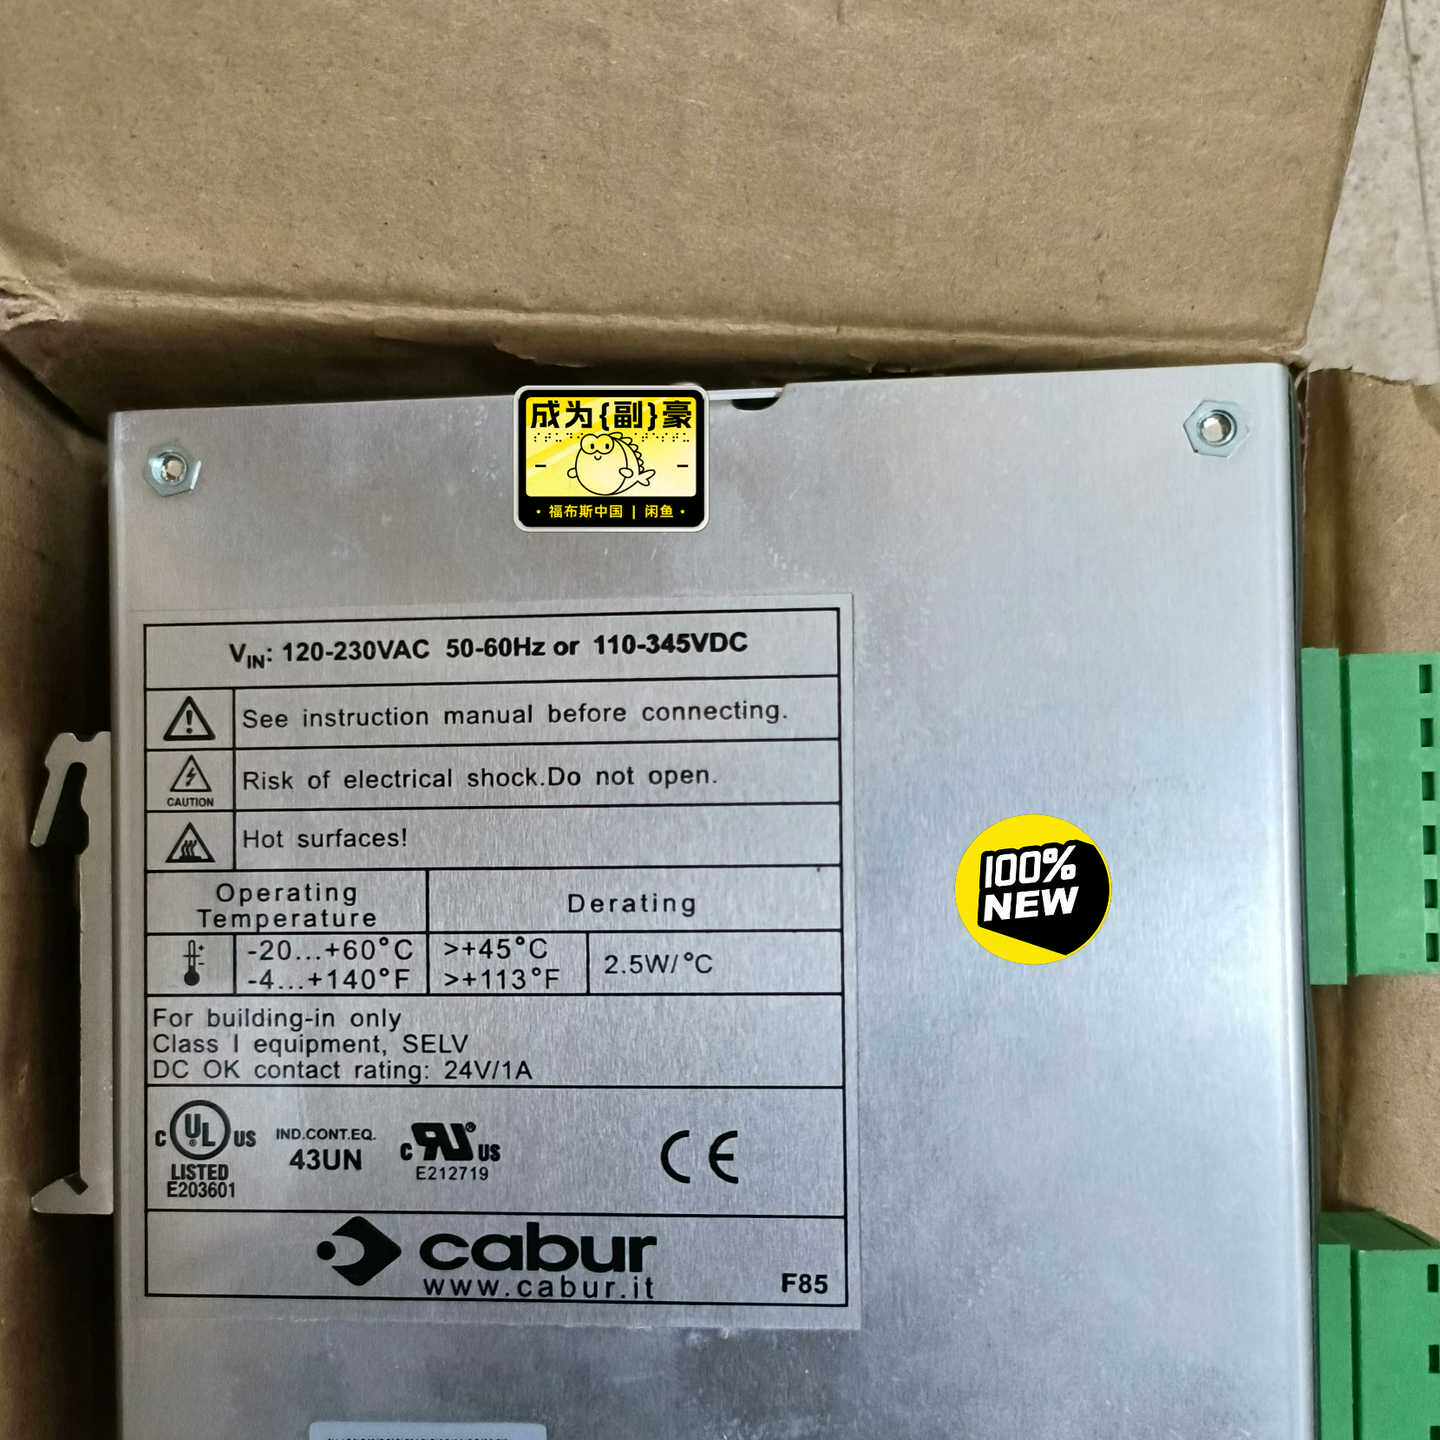 成为{副}豪
· 福布斯中国 | 闲鱼 ·
VIN: 120-230VAC 50-60Hz or 110-345VDC
See instruction manual before connecting.
CAUTION
Risk of electrical shock.Do not open.
Hot surfaces!
Operating Temperature
Derating
-20...+60°C
-4...+140°F
>+45°C
>+113°F
2.5W/°C
100%
NEW
For building-in only
Class I equipment, SELV
DC OK contact rating: 24V/1A
C UL US
LISTED
E203601
IND.CONT.EQ.
43UN
C RU® US
E212719
CE
cabur
www.cabur.it
F85